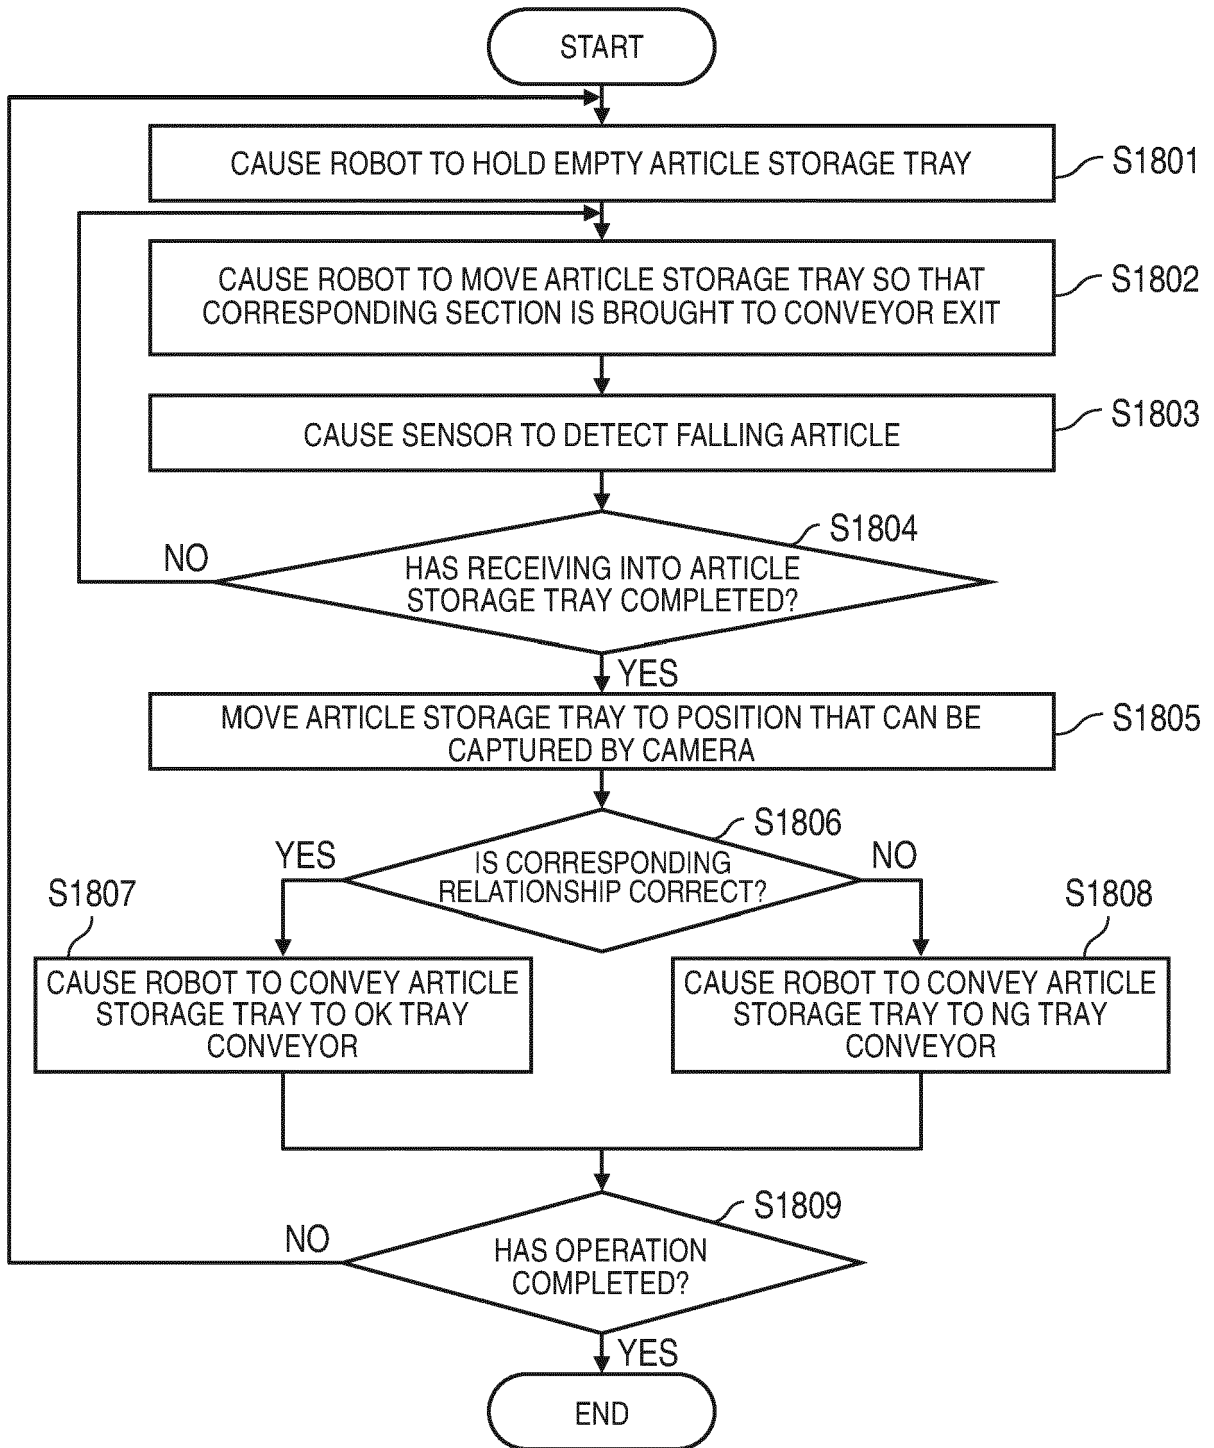 START
CAUSE ROBOT TO HOLD EMPTY ARTICLE STORAGE TRAY
S1801
CAUSE ROBOT TO MOVE ARTICLE STORAGE TRAY SO THAT
CORRESPONDING SECTION IS BROUGHT TO CONVEYOR EXIT
S1802
CAUSE SENSOR TO DETECT FALLING ARTICLE
S1803
S1804
NO
HAS RECEIVING INTO ARTICLE
STORAGE TRAY COMPLETED?
YES
MOVE ARTICLE STORAGE TRAY TO POSITION THAT CAN BE
CAPTURED BY CAMERA
S1805
S1806
YES
IS CORRESPONDING
RELATIONSHIP CORRECT?
NO
S1807
CAUSE ROBOT TO CONVEY ARTICLE
STORAGE TRAY TO OK TRAY
CONVEYOR
S1808
CAUSE ROBOT TO CONVEY ARTICLE
STORAGE TRAY TO NG TRAY
CONVEYOR
S1809
NO
HAS OPERATION
COMPLETED?
YES
END